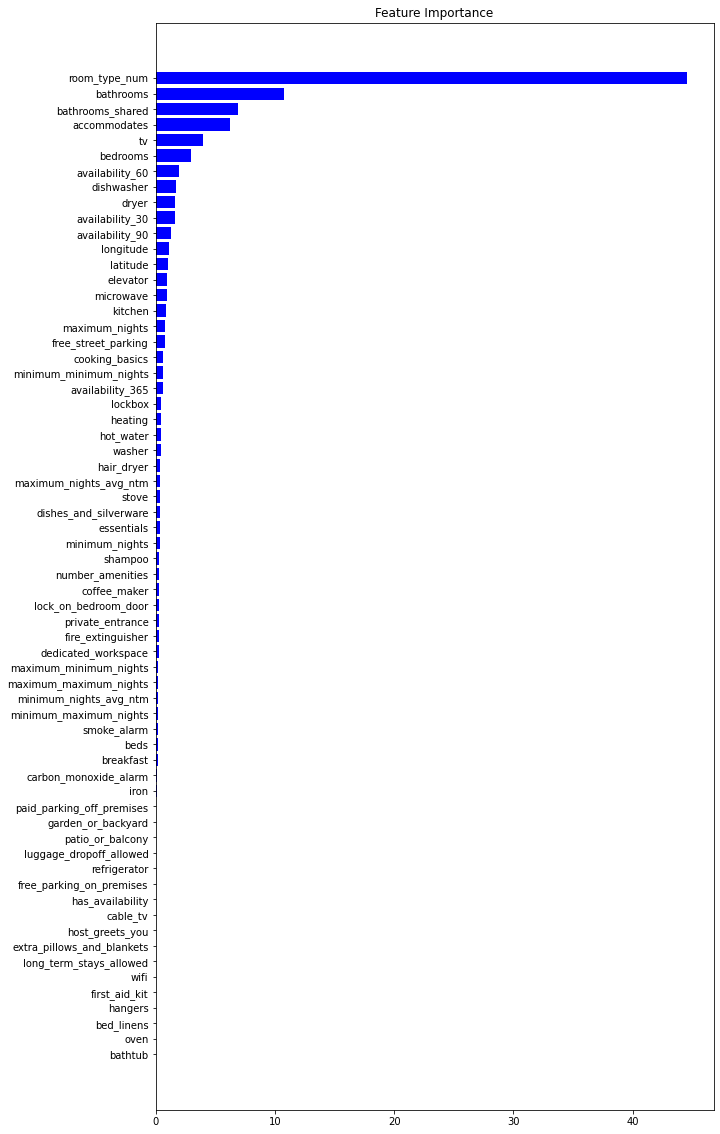 Feature Importance
room_type_num
bathrooms
bathrooms_shared
accommodates
tv
bedrooms
availability_60
dishwasher
dryer
availability_30
availability_90
longitude
latitude
elevator
microwave
kitchen
maximum_nights
free_street_parking
cooking_basics
minimum_minimum_nights
availability_365
lockbox
heating
hot_water
washer
hair_dryer
maximum_nights_avg_ntm
stove
dishes_and_silverware
essentials
minimum_nights
shampoo
number_amenities
coffee_maker
lock_on_bedroom_door
private_entrance
fire_extinguisher
dedicated_workspace
maximum_minimum_nights
maximum_maximum_nights
minimum_nights_avg_ntm
minimum_maximum_nights
smoke_alarm
beds
breakfast
carbon_monoxide_alarm
iron
paid_parking_off_premises
garden_or_backyard
patio_or_balcony
luggage_dropoff_allowed
refrigerator
free_parking_on_premises
has_availability
cable_tv
host_greets_you
extra_pillows_and_blankets
long_term_stays_allowed
wifi
first_aid_kit
hangers
bed_linens
oven
bathtub
0 10 20 30 40